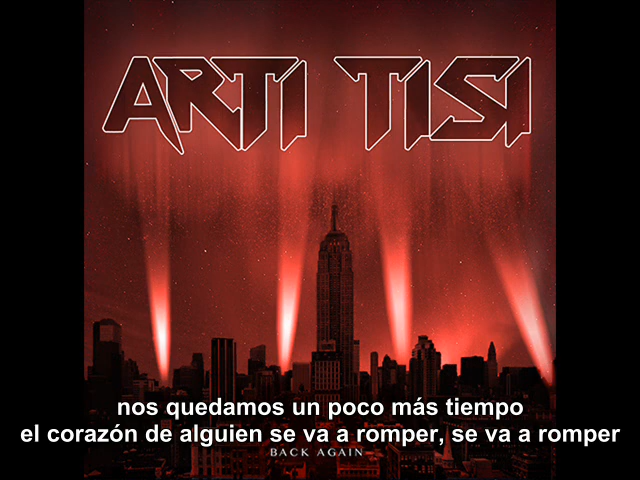 ARTI TISI
nos quedamos un poco más tiempo
el corazón de alguien se va a romper, se va a romper
BACK AGAIN